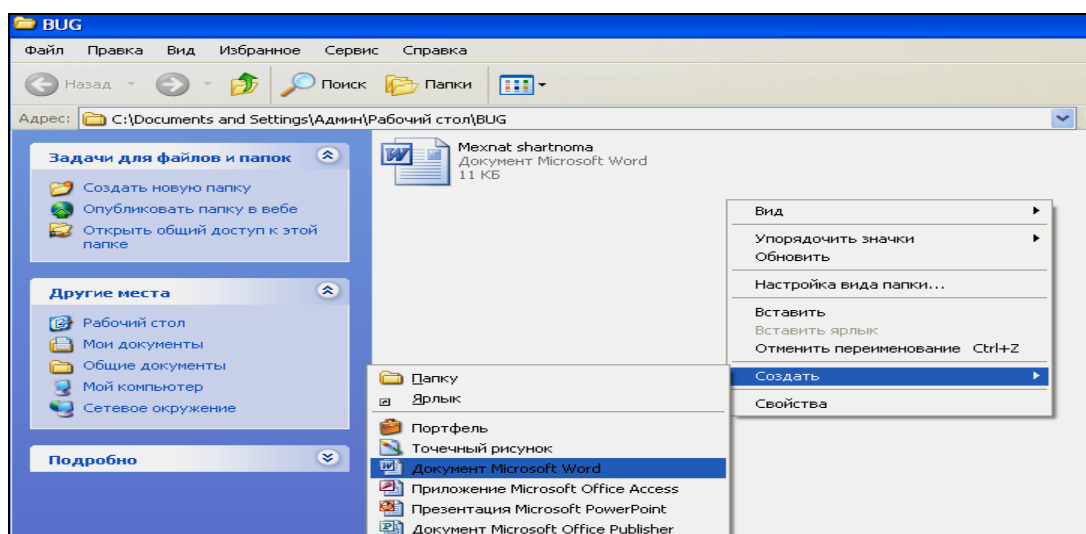 BUG
Файл Правка Вид Избранное Сервис Справка
Назад Поиск Папки
Адрес: C:\Documents and Settings\Админ\Рабочий стол\BUG
Задачи для файлов и папок
Создать новую папку
Опубликовать папку в вебе
Открыть общий доступ к этой
папке
Другие места
Рабочий стол
Мои документы
Общие документы
Мой компьютер
Сетевое окружение
Подробно
Mexnat shartnoma
Документ Microsoft Word
11 КБ
Вид
Упорядочить значки
Обновить
Настройка вида папки...
Вставить
Вставить ярлык
Отменить переименование Ctrl+Z
Создать
Свойства
Папку
Ярлык
Портфель
Точечный рисунок
Документ Microsoft Word
Приложение Microsoft Office Access
Презентация Microsoft PowerPoint
Документ Microsoft Office Publisher